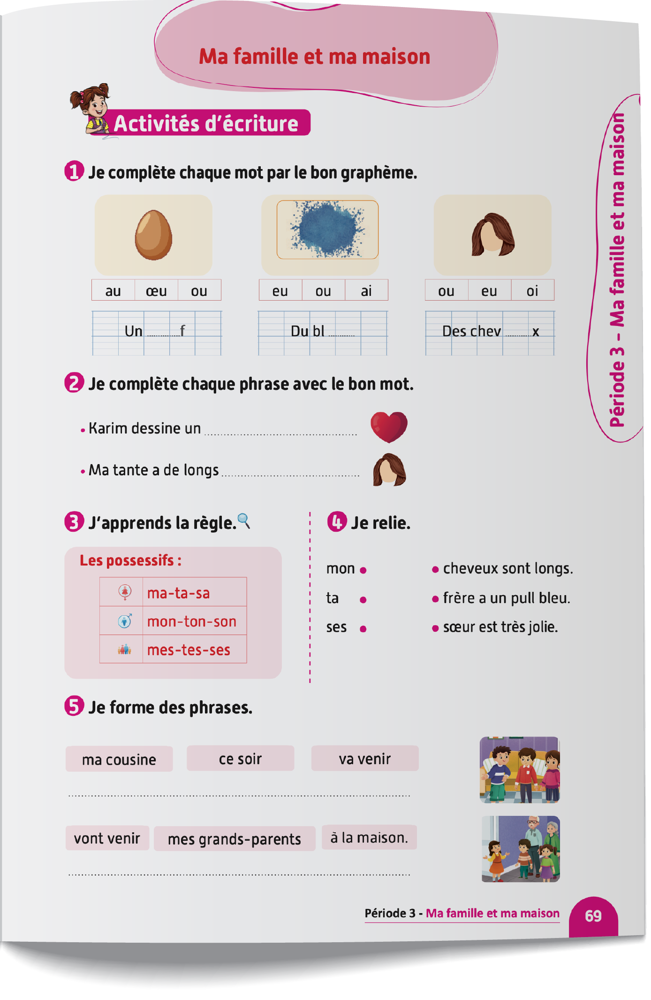 Ma famille et ma maison
Activités d'écriture
1 Je complète chaque mot par le bon graphème.
au œu ou
eu ou ai
ou eu oi
Un ..............f
Du bl ...........
Des chev ...........x
2 Je complète chaque phrase avec le bon mot.
• Karim dessine un ..................................................
• Ma tante a de longs ..................................................
3 J'apprends la règle.
Les possessifs :
ma-ta-sa
mon-ton-son
mes-tes-ses
4 Je relie.
mon • • cheveux sont longs.
ta • • frère a un pull bleu.
ses • • sœur est très jolie.
5 Je forme des phrases.
ma cousine ce soir va venir
vont venir mes grands-parents à la maison.
Période 3 - Ma famille et ma maison
69
Période 3 - Ma famille et ma maison